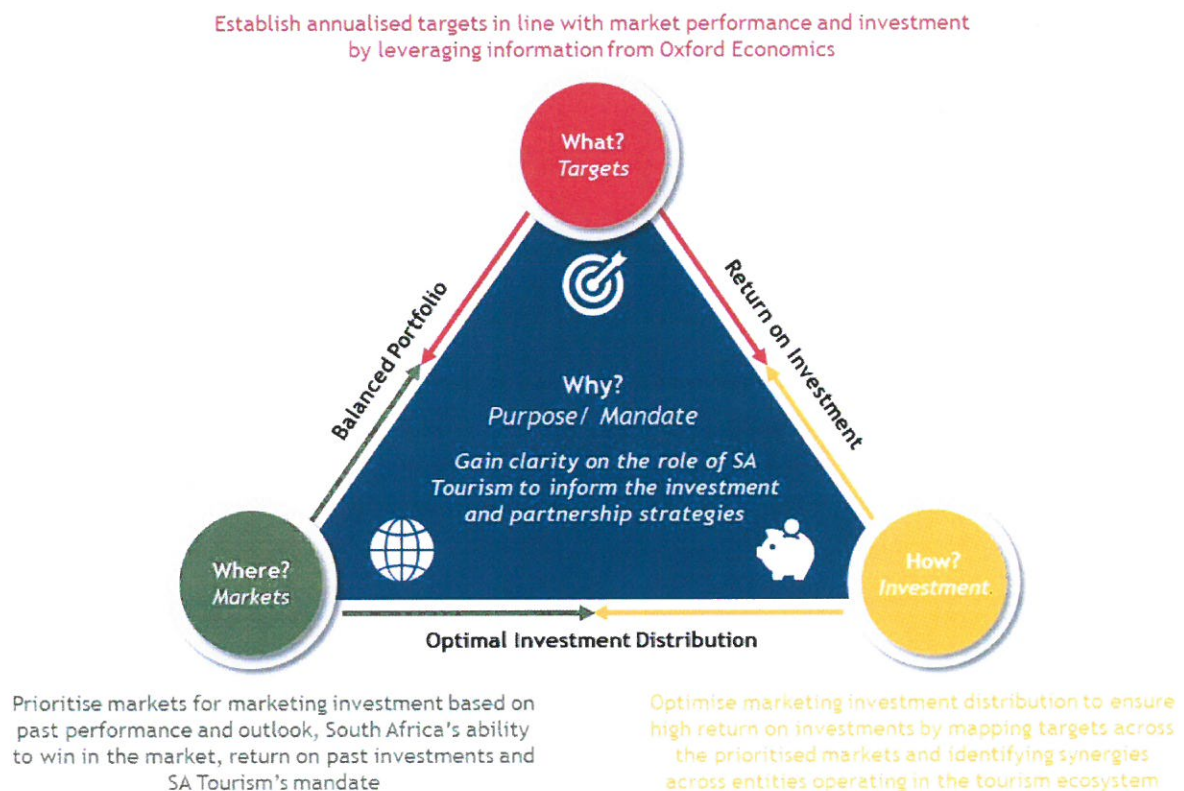 Establish annualised targets in line with market performance and investment
by leveraging information from Oxford Economics
What?
Targets
Balanced Portfolio
Return on Investment
Why?
Purpose/ Mandate
Gain clarity on the role of SA
Tourism to inform the investment
and partnership strategies
Where?
Markets
How?
Investment
Optimal Investment Distribution
Prioritise markets for marketing investment based on
past performance and outlook, South Africa's ability
to win in the market, return on past investments and
SA Tourism's mandate
Optimise marketing investment distribution to ensure
high return on investments by mapping targets across
the prioritised markets and identifying synergies
across entities operating in the tourism ecosystem